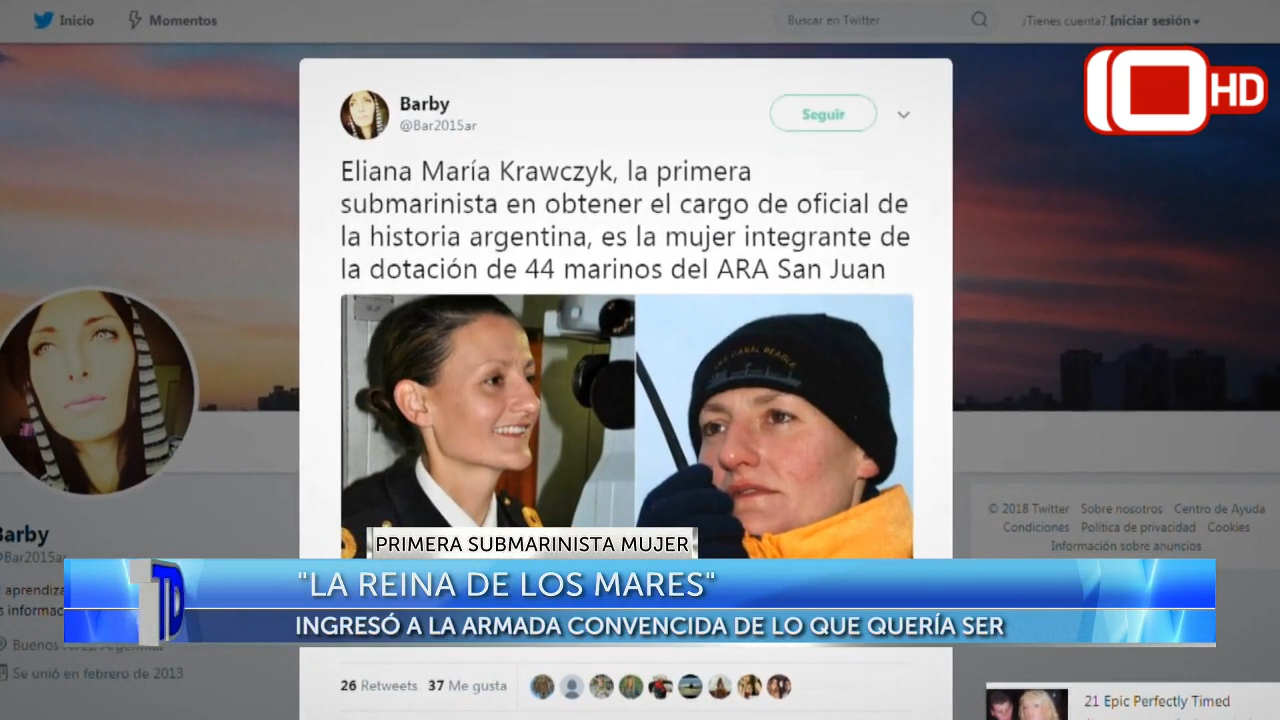 Inicio
Momentos
Buscar en Twitter
¿Tienes cuenta? Iniciar sesión
HD
Barby
@Bar2015ar
Seguir
Eliana María Krawczyk, la primera
submarinista en obtener el cargo de oficial de
la historia argentina, es la mujer integrante de
la dotación de 44 marinos del ARA San Juan
CANAL BEAGLE
Barby
@Bar2015ar
aprendiza
informac
Buenos Aires, Argentina
Se unió en febrero de 2013
© 2018 Twitter Sobre nosotros Centro de Ayuda
Condiciones Política de privacidad Cookies
Información sobre anuncios
PRIMERA SUBMARINISTA MUJER
"LA REINA DE LOS MARES"
INGRESÓ A LA ARMADA CONVENCIDA DE LO QUE QUERÍA SER
TD
26 Retweets 37 Me gusta
21 Epic Perfectly Timed